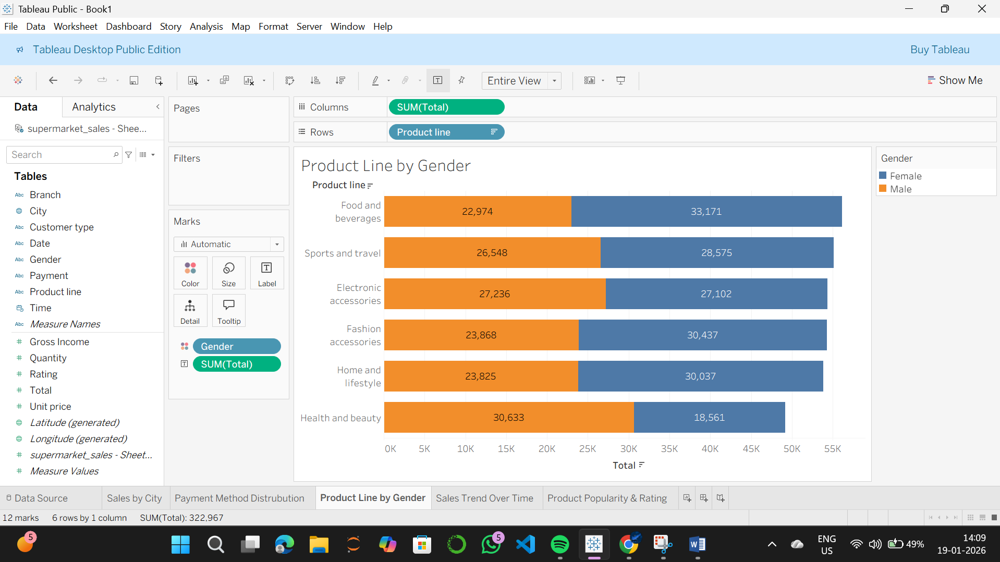 Tableau Public - Book1
File Data Worksheet Dashboard Story Analysis Map Format Server Window Help
Tableau Desktop Public Edition
Buy Tableau
Entire View
Show Me
Data
Analytics
supermarket_sales - Shee...
Search
Tables
Abc Branch
City
Abc Customer type
Abc Date
Abc Gender
Abc Payment
Abc Product line
Time
Abc Measure Names
# Gross Income
# Quantity
# Rating
# Total
# Unit price
Latitude (generated)
Longitude (generated)
# supermarket_sales - Sheet...
# Measure Values
Pages
Filters
Marks
Automatic
Color
Size
Label
Detail
Tooltip
Gender
SUM(Total)
Columns
SUM(Total)
Rows
Product line
Product Line by Gender
Product line
Food and
beverages
22,974
33,171
Sports and travel
26,548
28,575
Electronic
accessories
27,236
27,102
Fashion
accessories
23,868
30,437
Home and
lifestyle
23,825
30,037
Health and beauty
30,633
18,561
0K 5K 10K 15K 20K 25K 30K 35K 40K 45K 50K 55K
Total
Gender
Female
Male
Data Source
Sales by City
Payment Method Distrubution
Product Line by Gender
Sales Trend Over Time
Product Popularity & Rating
12 marks
6 rows by 1 column
SUM(Total): 322,967
5
5
W
ENG
US
49%
14:09
19-01-2026